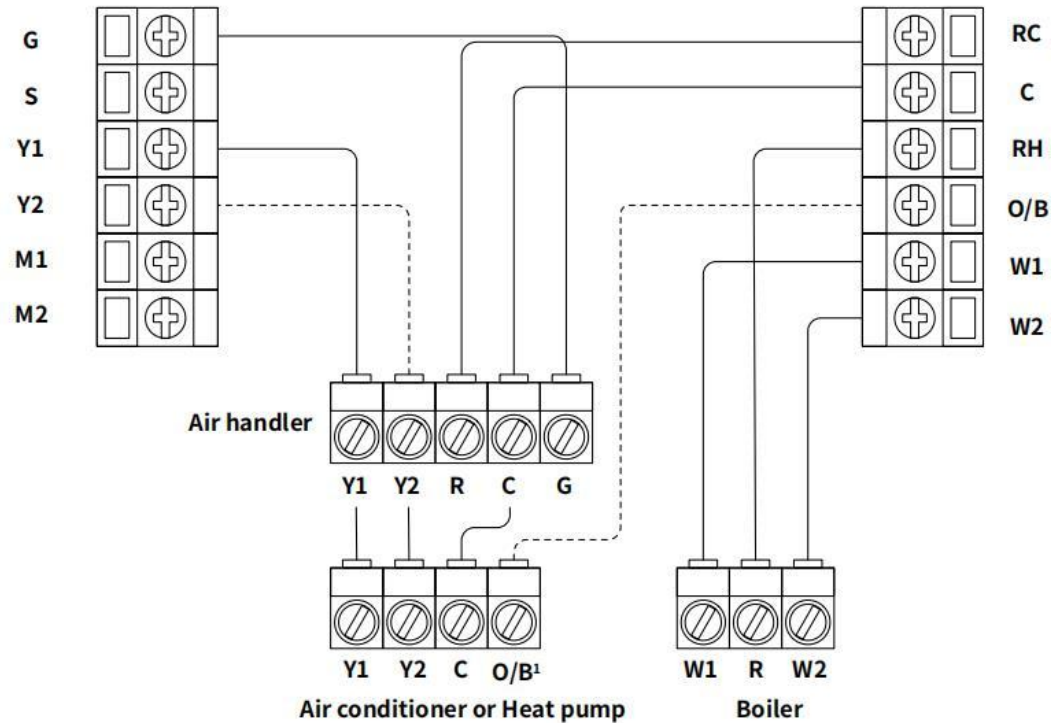 G
S
Y1
Y2
M1
M2
RC
C
RH
O/B
W1
W2
Air handler
Y1 Y2 R C G
Y1 Y2 C O/B¹
Air conditioner or Heat pump
W1 R W2
Boiler